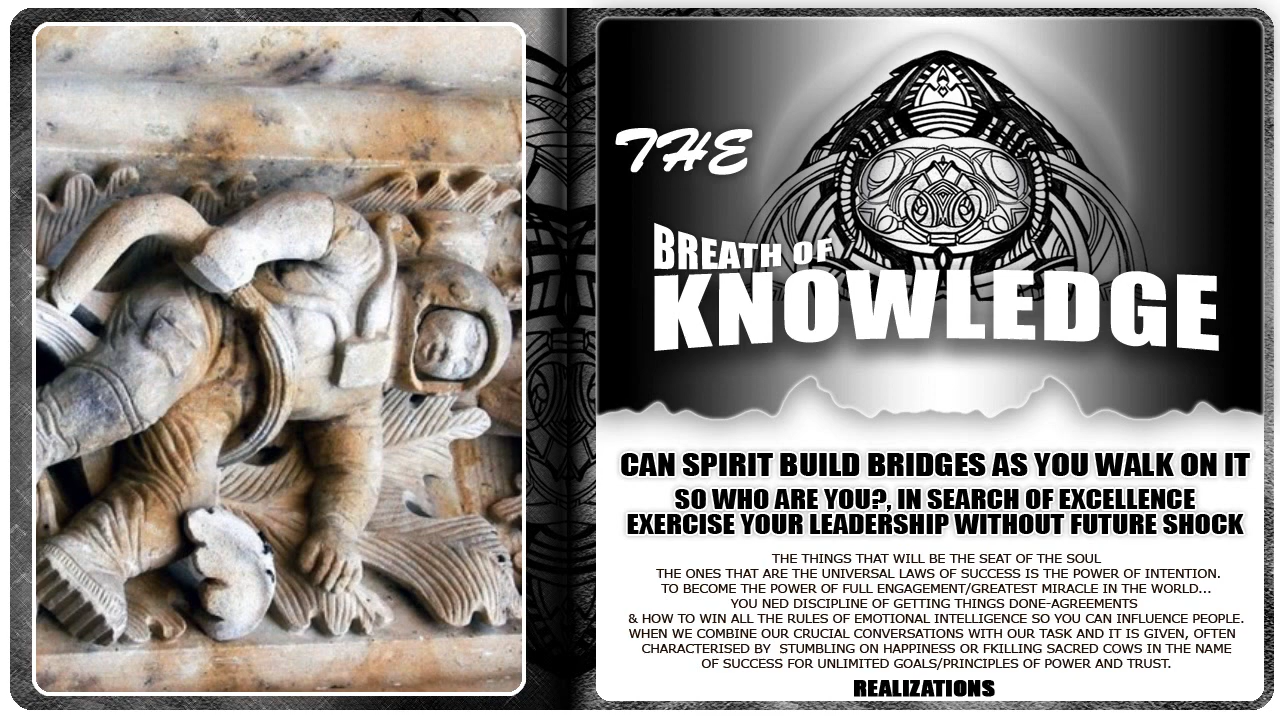 THE
BREATH OF
KNOWLEDGE
CAN SPIRIT BUILD BRIDGES AS YOU WALK ON IT
SO WHO ARE YOU?, IN SEARCH OF EXCELLENCE
EXERCISE YOUR LEADERSHIP WITHOUT FUTURE SHOCK
THE THINGS THAT WILL BE THE SEAT OF THE SOUL
THE ONES THAT ARE THE UNIVERSAL LAWS OF SUCCESS IS THE POWER OF INTENTION.
TO BECOME THE POWER OF FULL ENGAGEMENT/GREATEST MIRACLE IN THE WORLD...
YOU NED DISCIPLINE OF GETTING THINGS DONE-AGREEMENTS
& HOW TO WIN ALL THE RULES OF EMOTIONAL INTELLIGENCE SO YOU CAN INFLUENCE PEOPLE.
WHEN WE COMBINE OUR CRUCIAL CONVERSATIONS WITH OUR TASK AND IT IS GIVEN, OFTEN
CHARACTERISED BY  STUMBLING ON HAPPINESS OR FKILLING SACRED COWS IN THE NAME
OF SUCCESS FOR UNLIMITED GOALS/PRINCIPLES OF POWER AND TRUST.
REALIZATIONS